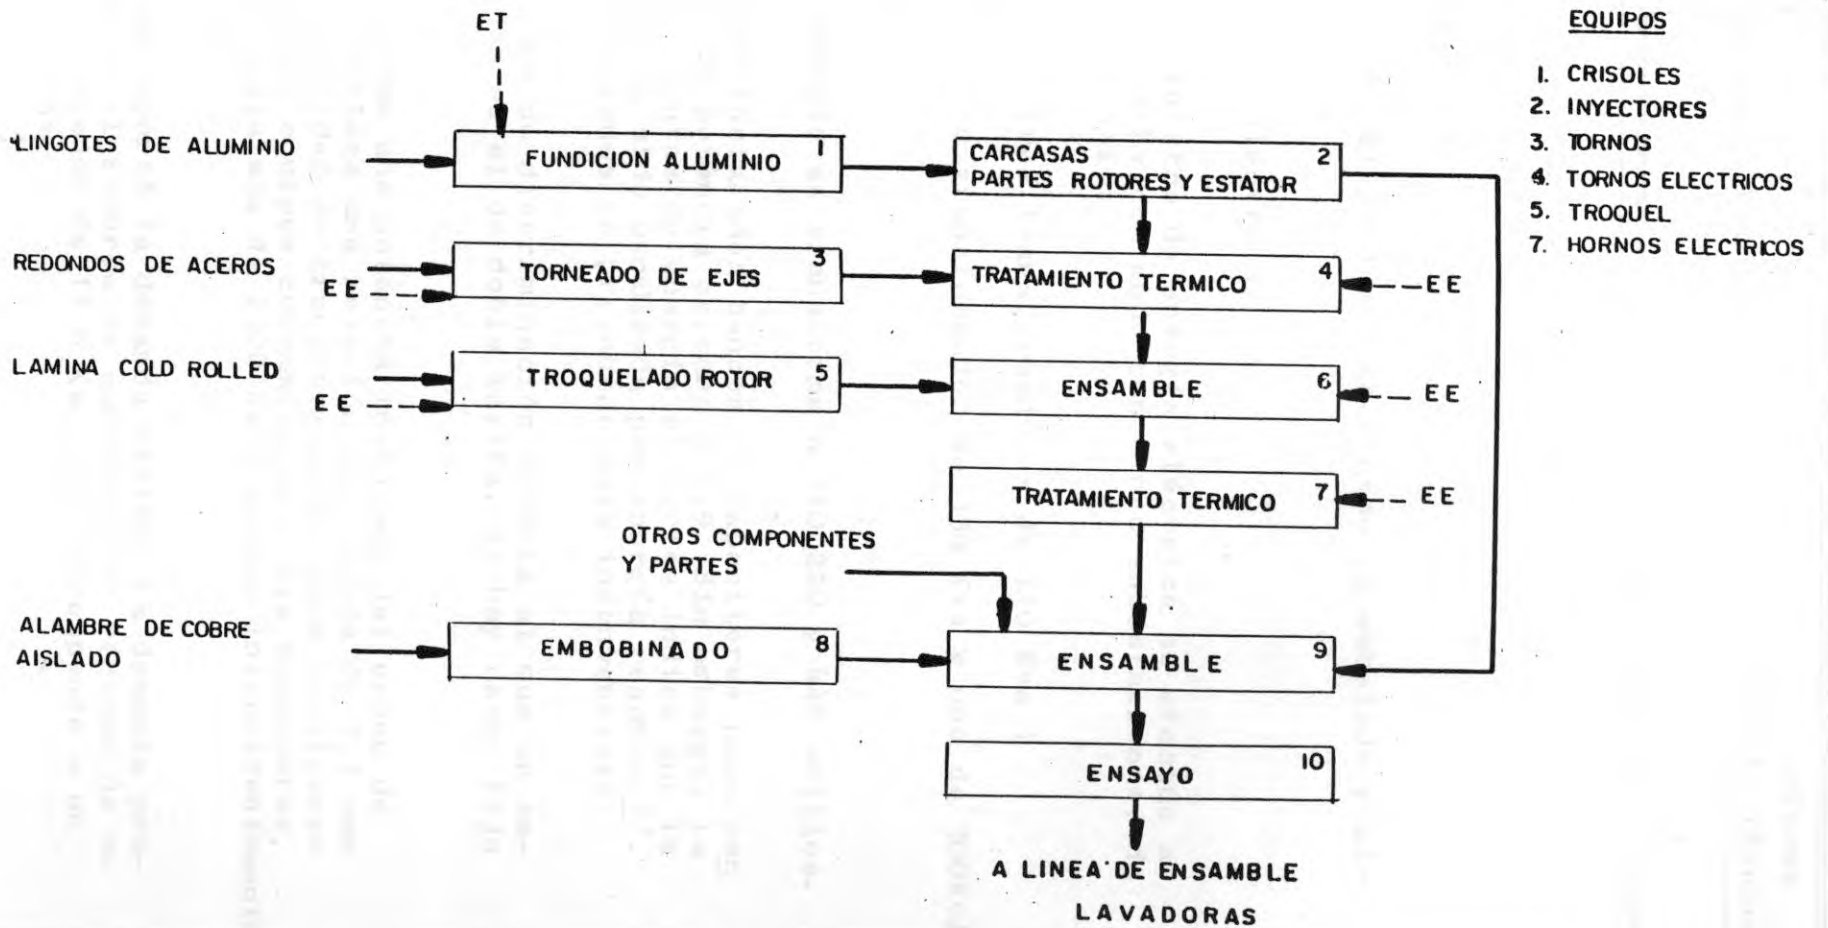 ET
LINGOTES DE ALUMINIO
FUNDICION ALUMINIO 1
CARCASAS 2
PARTES ROTORES Y ESTATOR
REDONDOS DE ACEROS
EE
TORNEADO DE EJES 3
TRATAMIENTO TERMICO 4
EE
LAMINA COLD ROLLED
EE
TROQUELADO ROTOR 5
ENSAMBLE 6
EE
TRATAMIENTO TERMICO 7
EE
OTROS COMPONENTES
Y PARTES
ALAMBRE DE COBRE
AISLADO
EMBOBINADO 8
ENSAMBLE 9
ENSAYO 10
A LINEA DE ENSAMBLE
LAVADORAS
EQUIPOS
1. CRISOLES
2. INYECTORES
3. TORNOS
4. TORNOS ELECTRICOS
5. TROQUEL
7. HORNOS ELECTRICOS